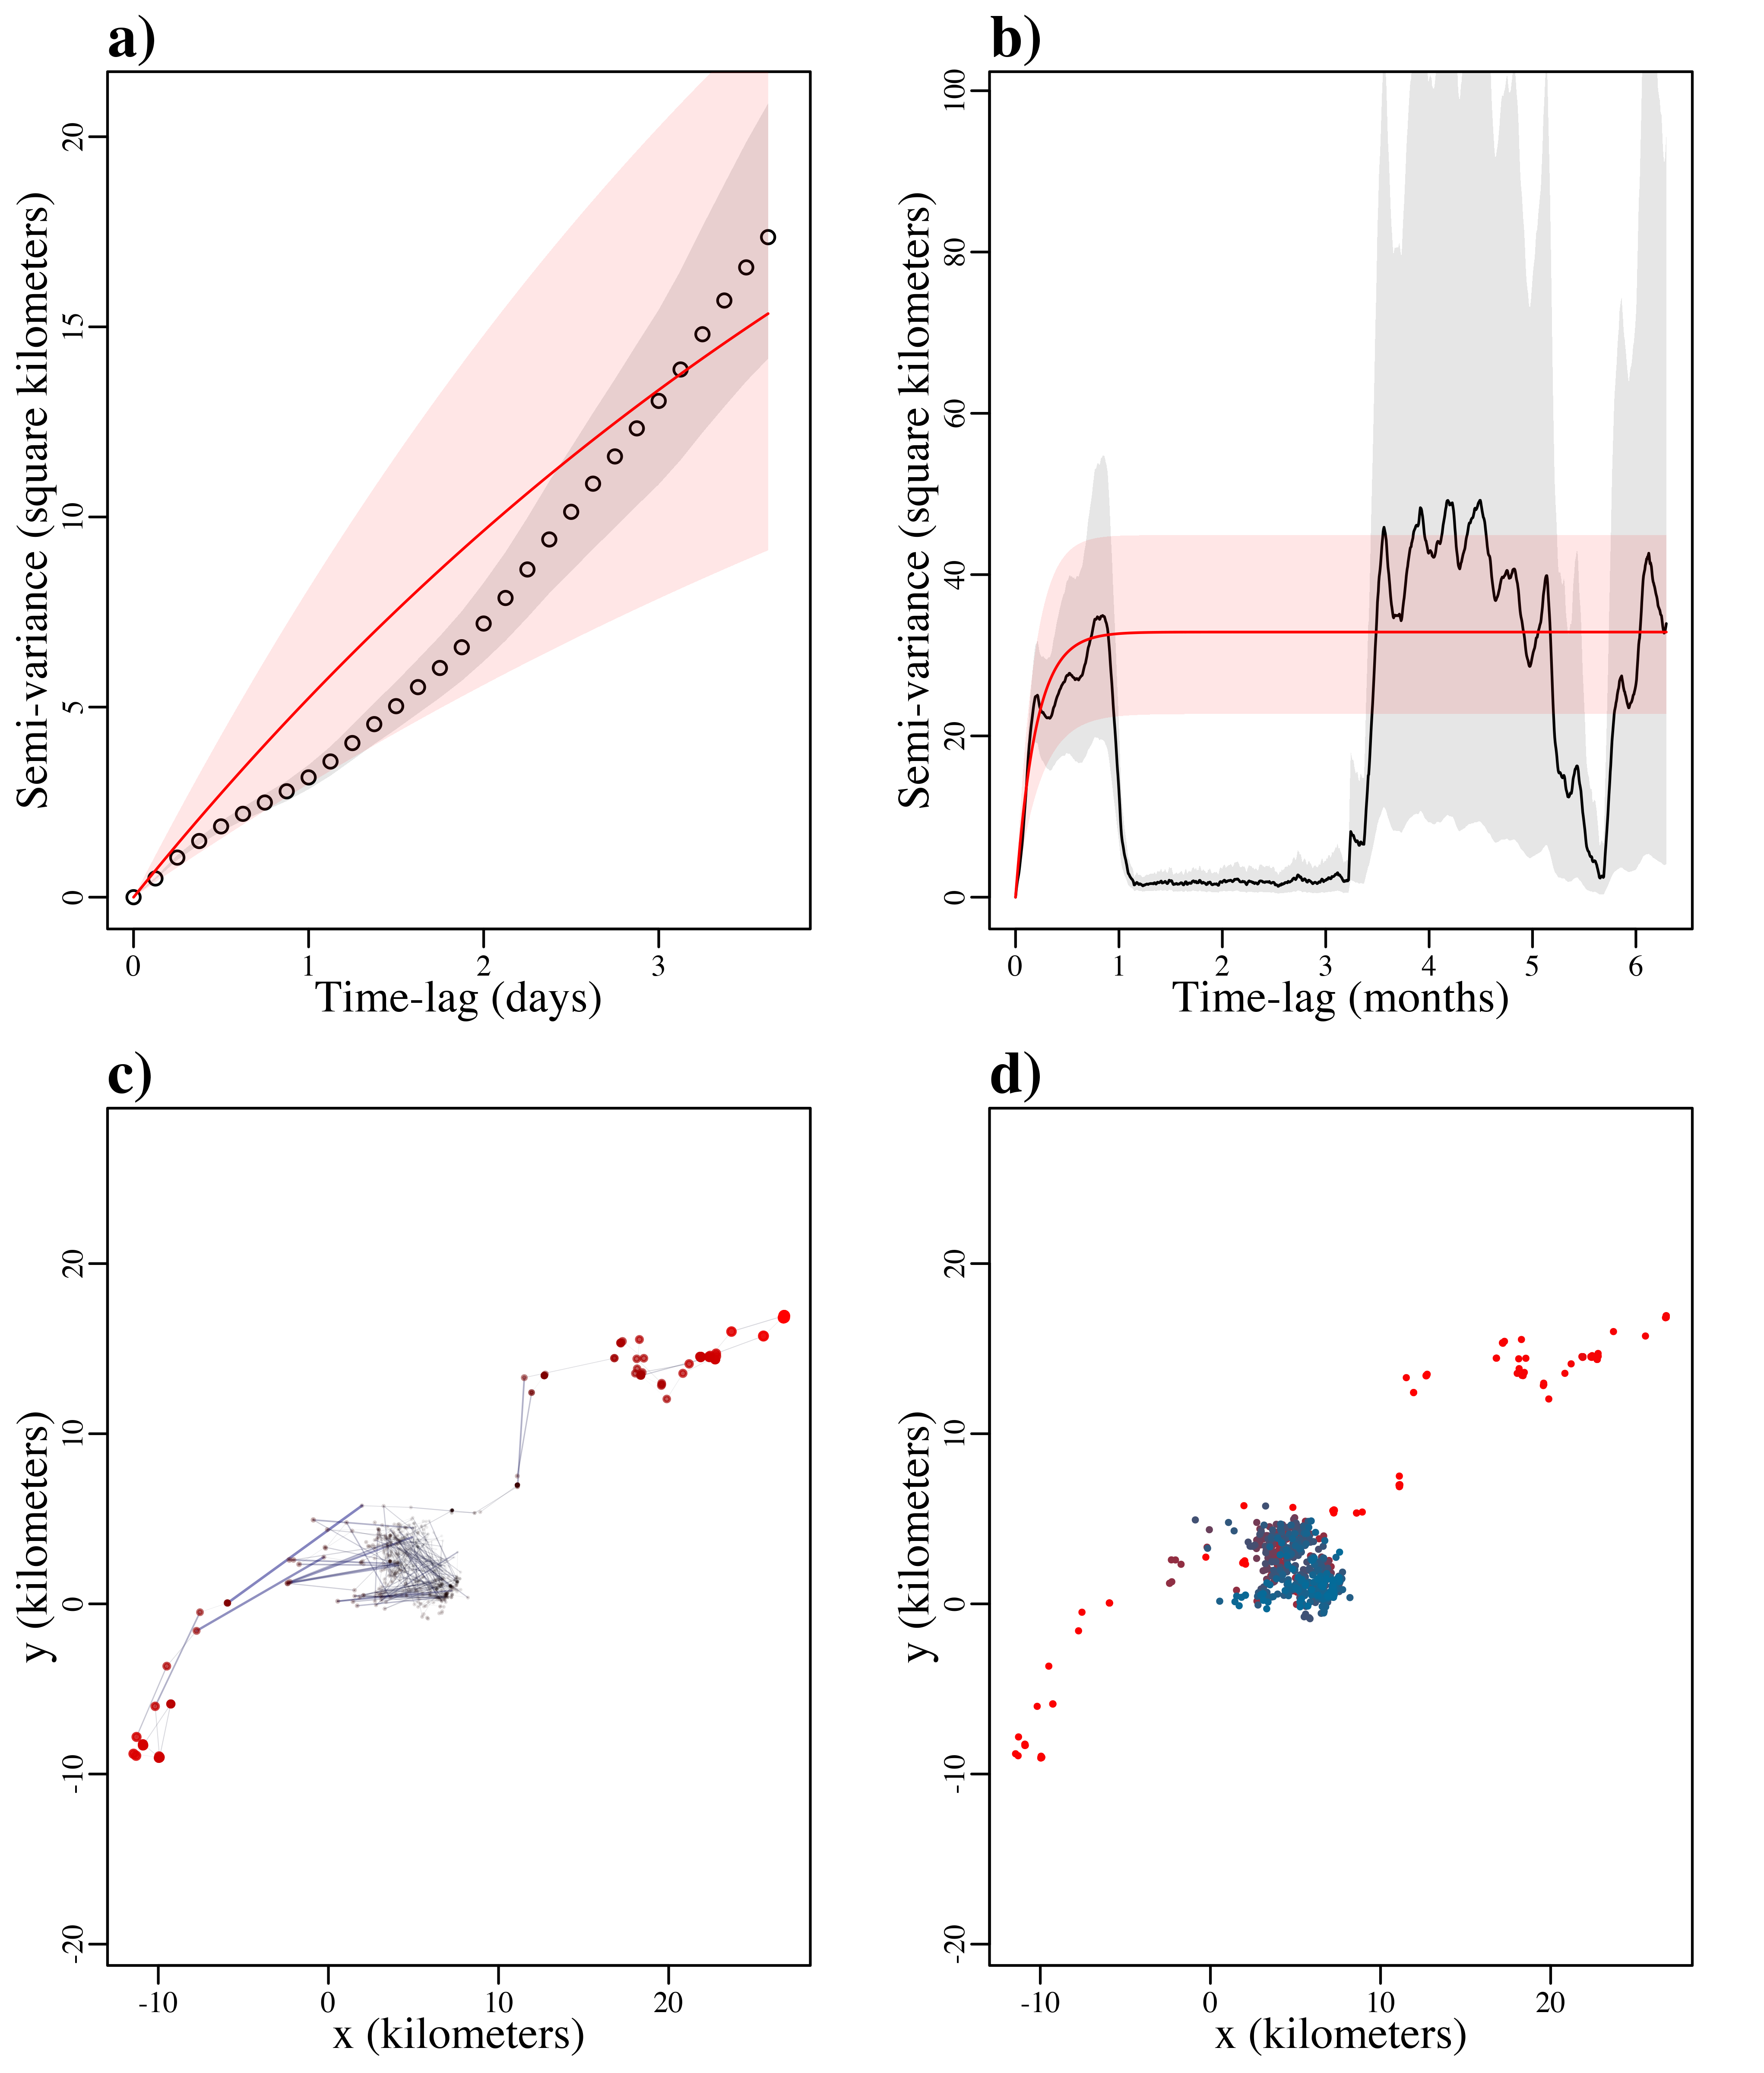 a)
Semi-variance (square kilometers)
20
15
10
5
0
0 1 2 3
Time-lag (days)
b)
Semi-variance (square kilometers)
100
80
60
40
20
0
0 1 2 3 4 5 6
Time-lag (months)
c)
y (kilometers)
20
10
0
-10
-20
-10 0 10 20
x (kilometers)
d)
y (kilometers)
20
10
0
-10
-20
-10 0 10 20
x (kilometers)